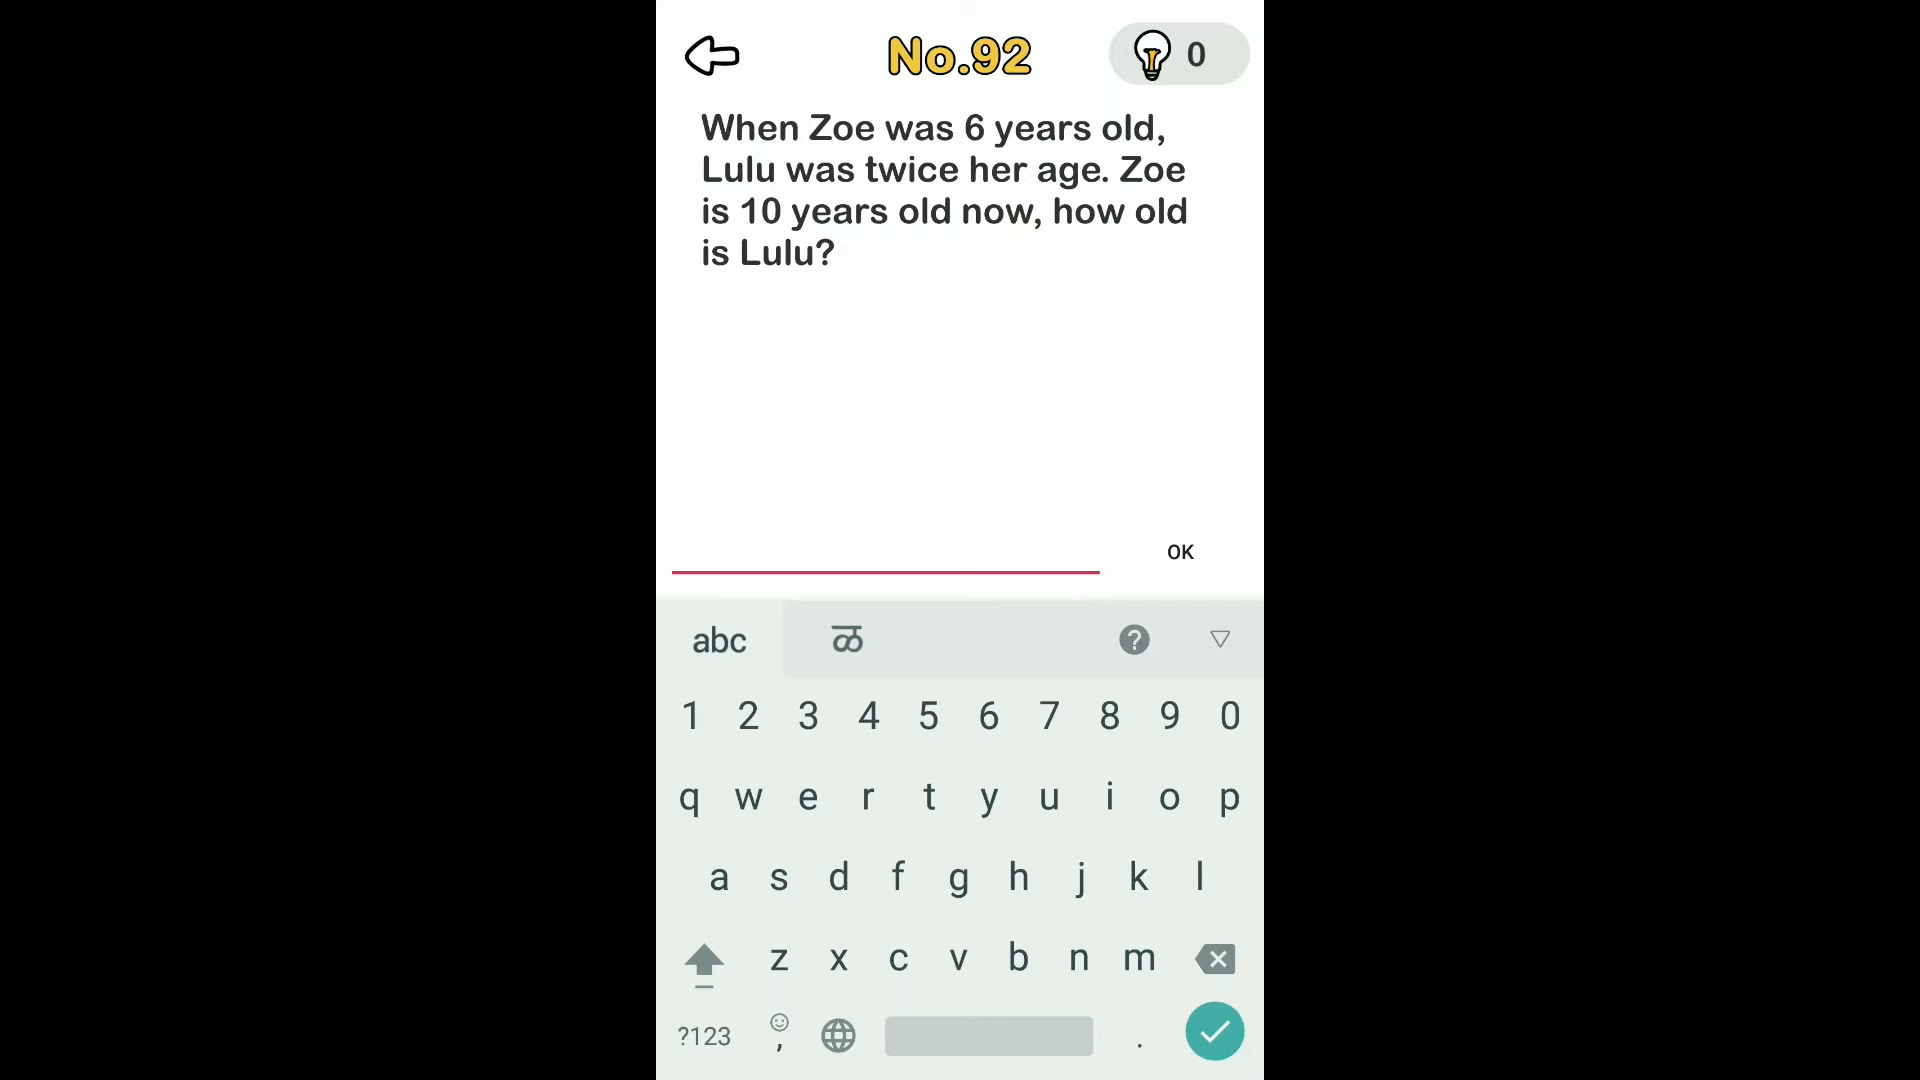 No.92
0
When Zoe was 6 years old,
Lulu was twice her age. Zoe
is 10 years old now, how old
is Lulu?
OK
abc ळ ?
1 2 3 4 5 6 7 8 9 0
q w e r t y u i o p
a s d f g h j k l
z x c v b n m
?123 , .